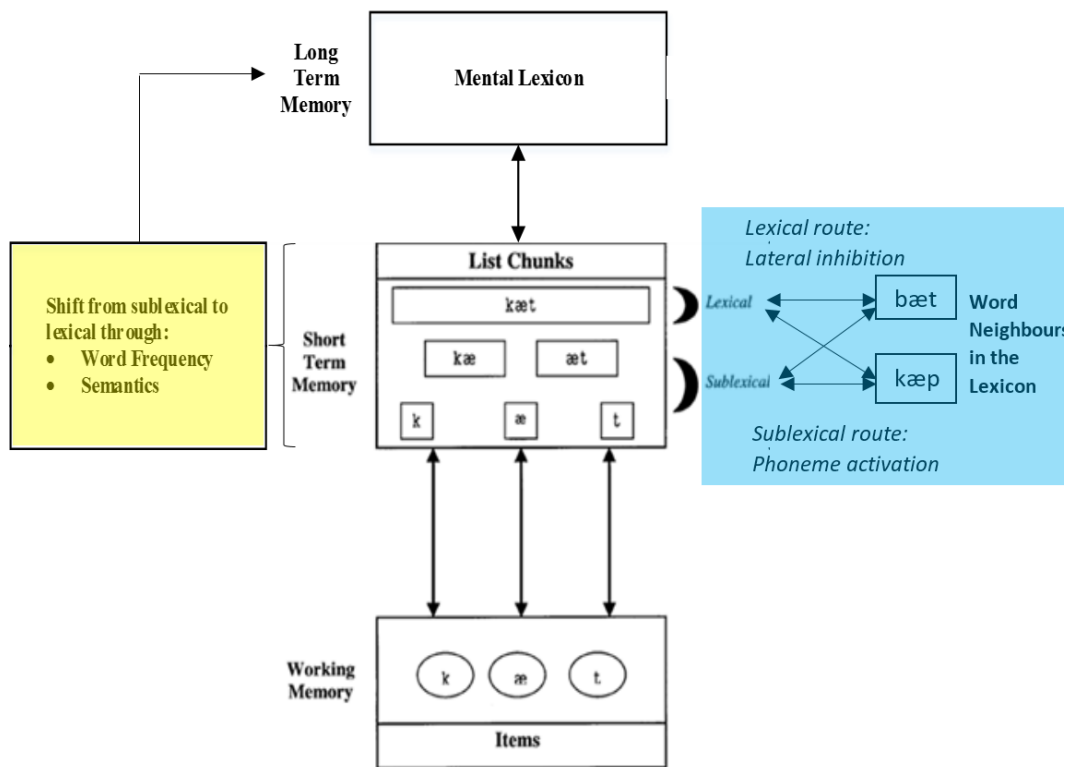 Long
Term
Memory
Mental Lexicon
Shift from sublexical to
lexical through:
• Word Frequency
• Semantics
Short
Term
Memory
List Chunks
kæt
kæ
æt
k
æ
t
Lexical
Sublexical
Lexical route:
Lateral inhibition
bæt
kæp
Word
Neighbours
in the
Lexicon
Sublexical route:
Phoneme activation
Working
Memory
k
æ
t
Items